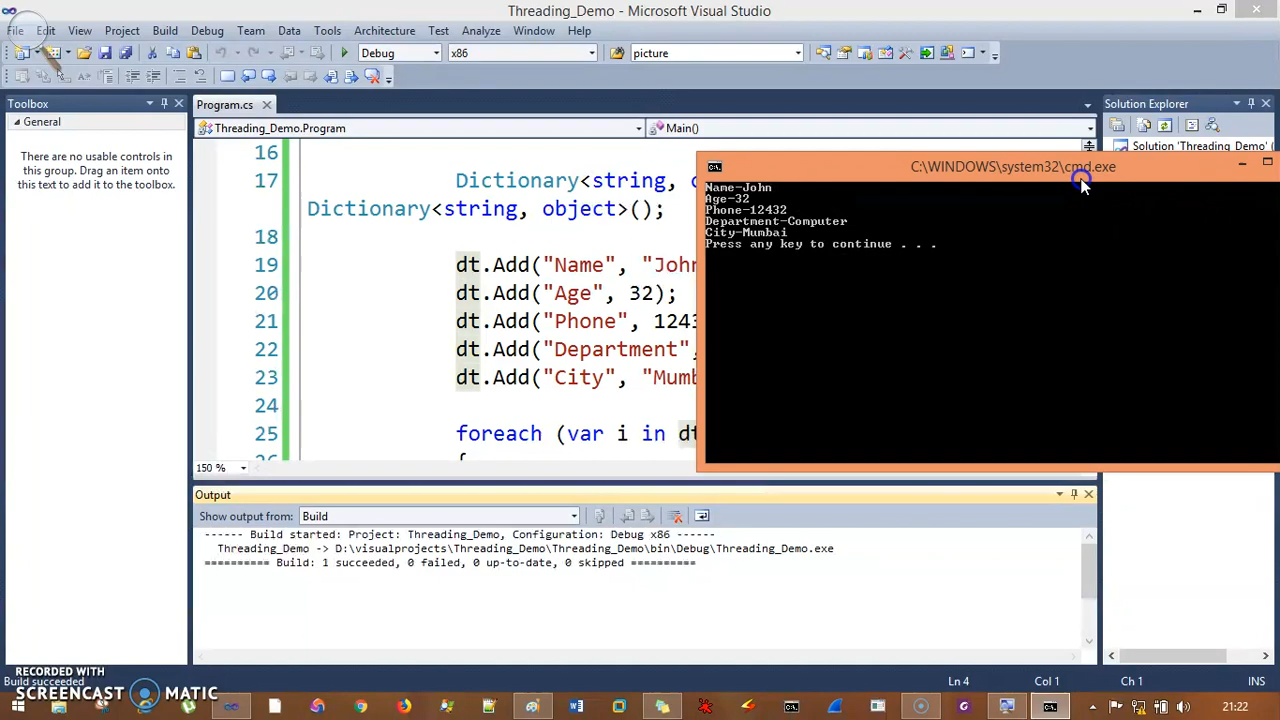 Threading_Demo - Microsoft Visual Studio
File Edit View Project Build Debug Team Data Tools Architecture Test Analyze Window Help
Debug x86 picture
Toolbox
General
There are no usable controls in
this group. Drag an item onto
this text to add it to the toolbox.
Program.cs
Threading_Demo.Program Main()
16
17 Dictionary<string, c
Dictionary<string, object>();
18
19 dt.Add("Name", "John
20 dt.Add("Age", 32);
21 dt.Add("Phone", 1243
22 dt.Add("Department",
23 dt.Add("City", "Mumb
24
25 foreach (var i in dt
26 {
150 %
Solution Explorer
Solution 'Threading_Demo' (
C:\WINDOWS\system32\cmd.exe
Name-John
Age-32
Phone-12432
Department-Computer
City-Mumbai
Press any key to continue . . .
Output
Show output from: Build
------ Build started: Project: Threading_Demo, Configuration: Debug x86 ------
Threading_Demo -> D:\visualprojects\Threading_Demo\Threading_Demo\bin\Debug\Threading_Demo.exe
========== Build: 1 succeeded, 0 failed, 0 up-to-date, 0 skipped ==========
RECORDED WITH
SCREENCAST MATIC
Build succeeded
Ln 4 Col 1 Ch 1 INS
21:22